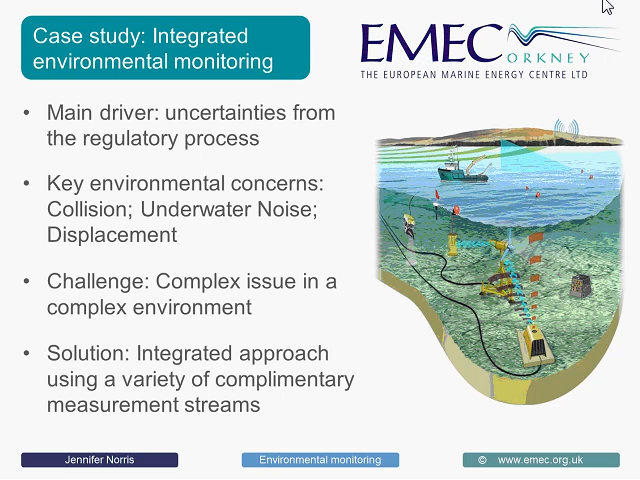 Case study: Integrated
environmental monitoring
EMEC
ORKNEY
THE EUROPEAN MARINE ENERGY CENTRE LTD
• Main driver: uncertainties from
the regulatory process
• Key environmental concerns:
Collision; Underwater Noise;
Displacement
• Challenge: Complex issue in a
complex environment
• Solution: Integrated approach
using a variety of complimentary
measurement streams
Jennifer Norris
Environmental monitoring
© www.emec.org.uk